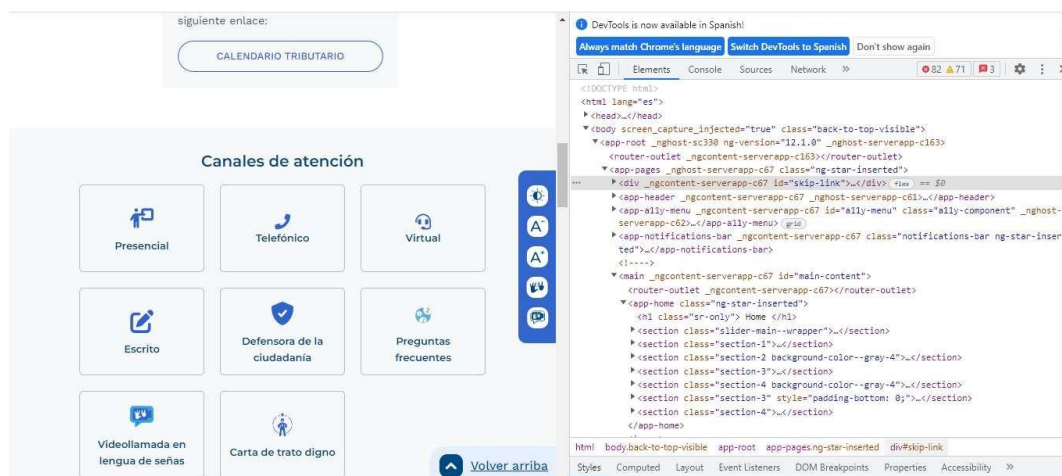 siguiente enlace:
CALENDARIO TRIBUTARIO
Canales de atención
Presencial
Telefónico
Virtual
Escrito
Defensora de la
ciudadanía
Preguntas
frecuentes
Videollamada en
lengua de señas
Carta de trato digno
A-
A+
Volver arriba
DevTools is now available in Spanish!
Always match Chrome's language Switch DevTools to Spanish Don't show again
Elements Console Sources Network » 82 71 3
<!DOCTYPE html>
<html lang="es">
<head>…</head>
<body screen_capture_injected="true" class="back-to-top-visible">
<app-root _nghost-sc330 ng-version="12.1.0" _nghost-serverapp-c163>
<router-outlet _ngcontent-serverapp-c163></router-outlet>
<app-pages _nghost-serverapp-c67 class="ng-star-inserted">
<div _ngcontent-serverapp-c67 id="skip-link">…</div> flex == $0
<app-header _ngcontent-serverapp-c67 _nghost-serverapp-c61>…</app-header>
<app-a11y-menu _ngcontent-serverapp-c67 id="a11y-menu" class="a11y-component" _nghost-
serverapp-c62>…</app-a11y-menu> grid
<app-notifications-bar _ngcontent-serverapp-c67 class="notifications-bar ng-star-inser
ted">…</app-notifications-bar>
<!---->
<main _ngcontent-serverapp-c67 id="main-content">
<router-outlet _ngcontent-serverapp-c67></router-outlet>
<app-home class="ng-star-inserted">
<h1 class="sr-only"> Home </h1>
<section class="slider-main--wrapper">…</section>
<section class="section-1">…</section>
<section class="section-2 background-color--gray-4">…</section>
<section class="section-3">…</section>
<section class="section-4 background-color--gray-4">…</section>
<section class="section-3" style="padding-bottom: 0;">…</section>
<section class="section-4">…</section>
</app-home>
html body.back-to-top-visible app-root app-pages.ng-star-inserted div#skip-link
Styles Computed Layout Event Listeners DOM Breakpoints Properties Accessibility »